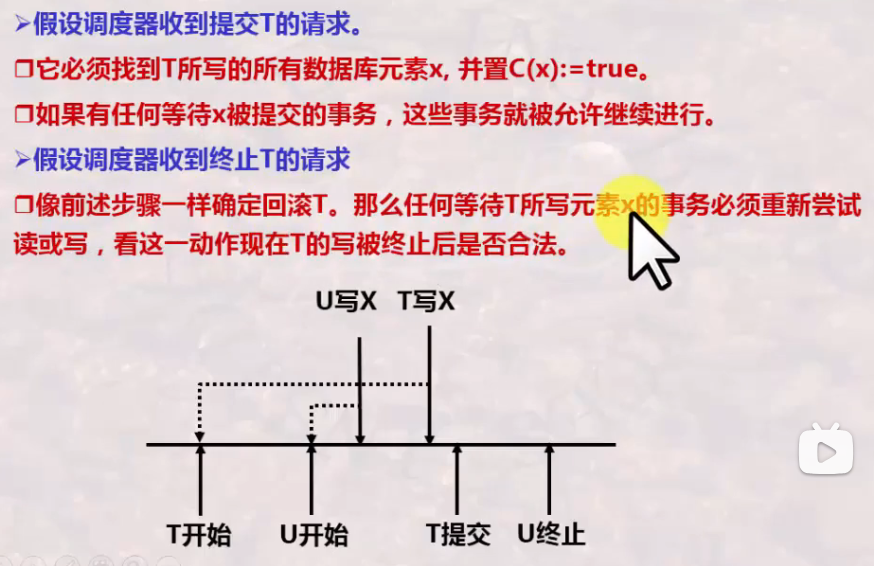 ➢假设调度器收到提交T的请求。
❐它必须找到T所写的所有数据库元素x, 并置C(x):=true。
❐如果有任何等待x被提交的事务，这些事务就被允许继续进行。
➢假设调度器收到终止T的请求
❐像前述步骤一样确定回滚T。那么任何等待T所写元素x的事务必须重新尝试
读或写，看这一动作现在T的写被终止后是否合法。
U写X T写X
T开始 U开始 T提交 U终止